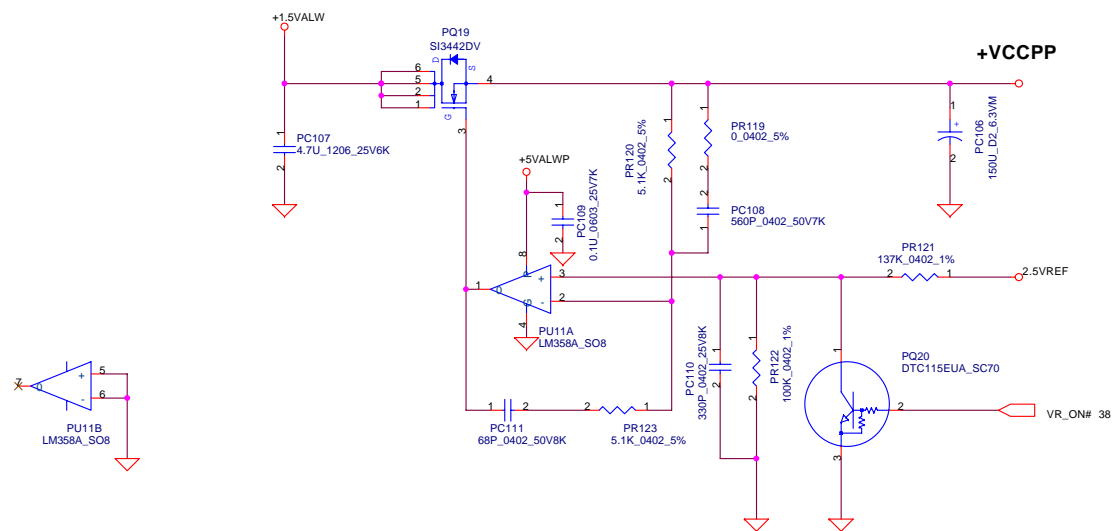 +1.5VALW
PQ19
SI3442DV
+VCCPP
D
S
G
6
5
2
1
4
3
1
PC107
4.7U_1206_25V6K
2
+5VALWP
1
PC109
0.1U_0603_25V7K
2
1
PR120
5.1K_0402_5%
2
1
PR119
0_0402_5%
2
2
PC108
560P_0402_50V7K
1
1
+
PC106
150U_D2_6.3VM
2
8
P
1
O
+
3
-
2
G
4
PU11A
LM358A_SO8
PR121
137K_0402_1%
2
1
2.5VREF
1
PC110
330P_0402_25V8K
2
1
PR122
100K_0402_1%
2
1
PQ20
DTC115EUA_SC70
2
3
VR_ON# 38
7
O
+
5
-
6
PU11B
LM358A_SO8
1
2
PC111
68P_0402_50V8K
2
1
PR123
5.1K_0402_5%